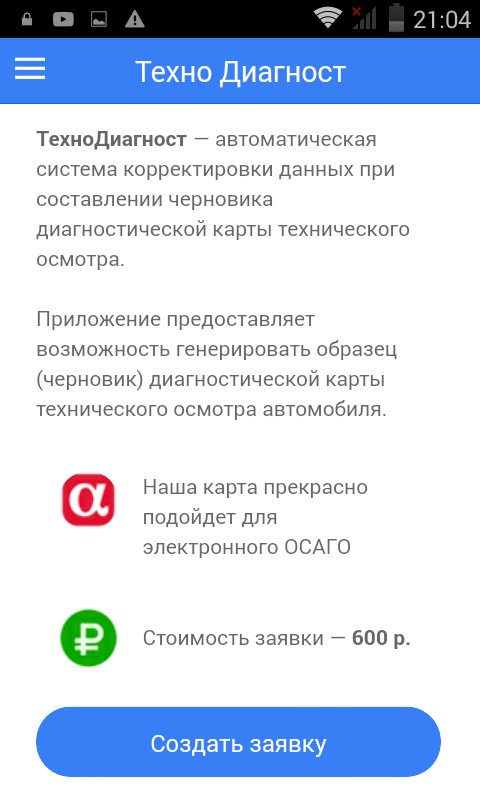 21:04
Техно Диагност
ТехноДиагност — автоматическая
система корректировки данных при
составлении черновика
диагностической карты технического
осмотра.
Приложение предоставляет
возможность генерировать образец
(черновик) диагностической карты
технического осмотра автомобиля.
Наша карта прекрасно
подойдет для
электронного ОСАГО
Стоимость заявки — 600 р.
Создать заявку